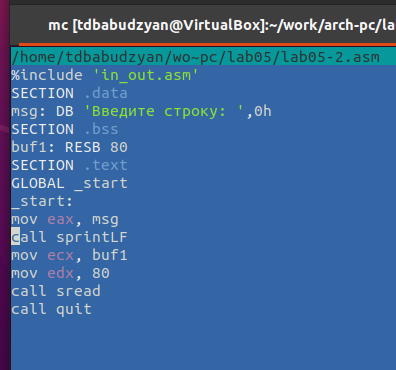 mc [tdbabudzyan@VirtualBox]:~/work/arch-pc/la
/home/tdbabudzyan/wo~pc/lab05/lab05-2.asm
%include 'in_out.asm'
SECTION .data
msg: DB 'Введите строку: ',0h
SECTION .bss
buf1: RESB 80
SECTION .text
GLOBAL _start
_start:
mov eax, msg
call sprintLF
mov ecx, buf1
mov edx, 80
call sread
call quit